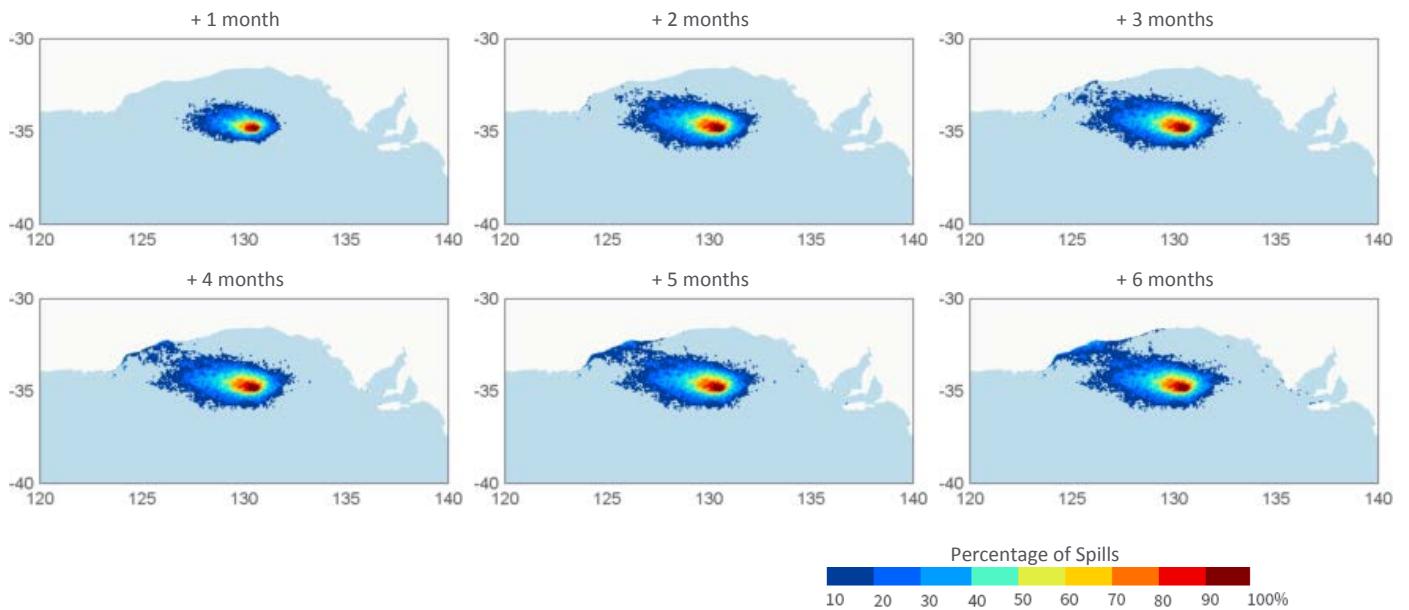 + 1 month + 2 months + 3 months
-30 -30 -30
-35 -35 -35
-40 -40 -40
120 125 130 135 140 120 125 130 135 140 120 125 130 135 140
+ 4 months + 5 months + 6 months
-30 -30 -30
-35 -35 -35
-40 -40 -40
120 125 130 135 140 120 125 130 135 140 120 125 130 135 140
Percentage of Spills
10 20 30 40 50 60 70 80 90 100%